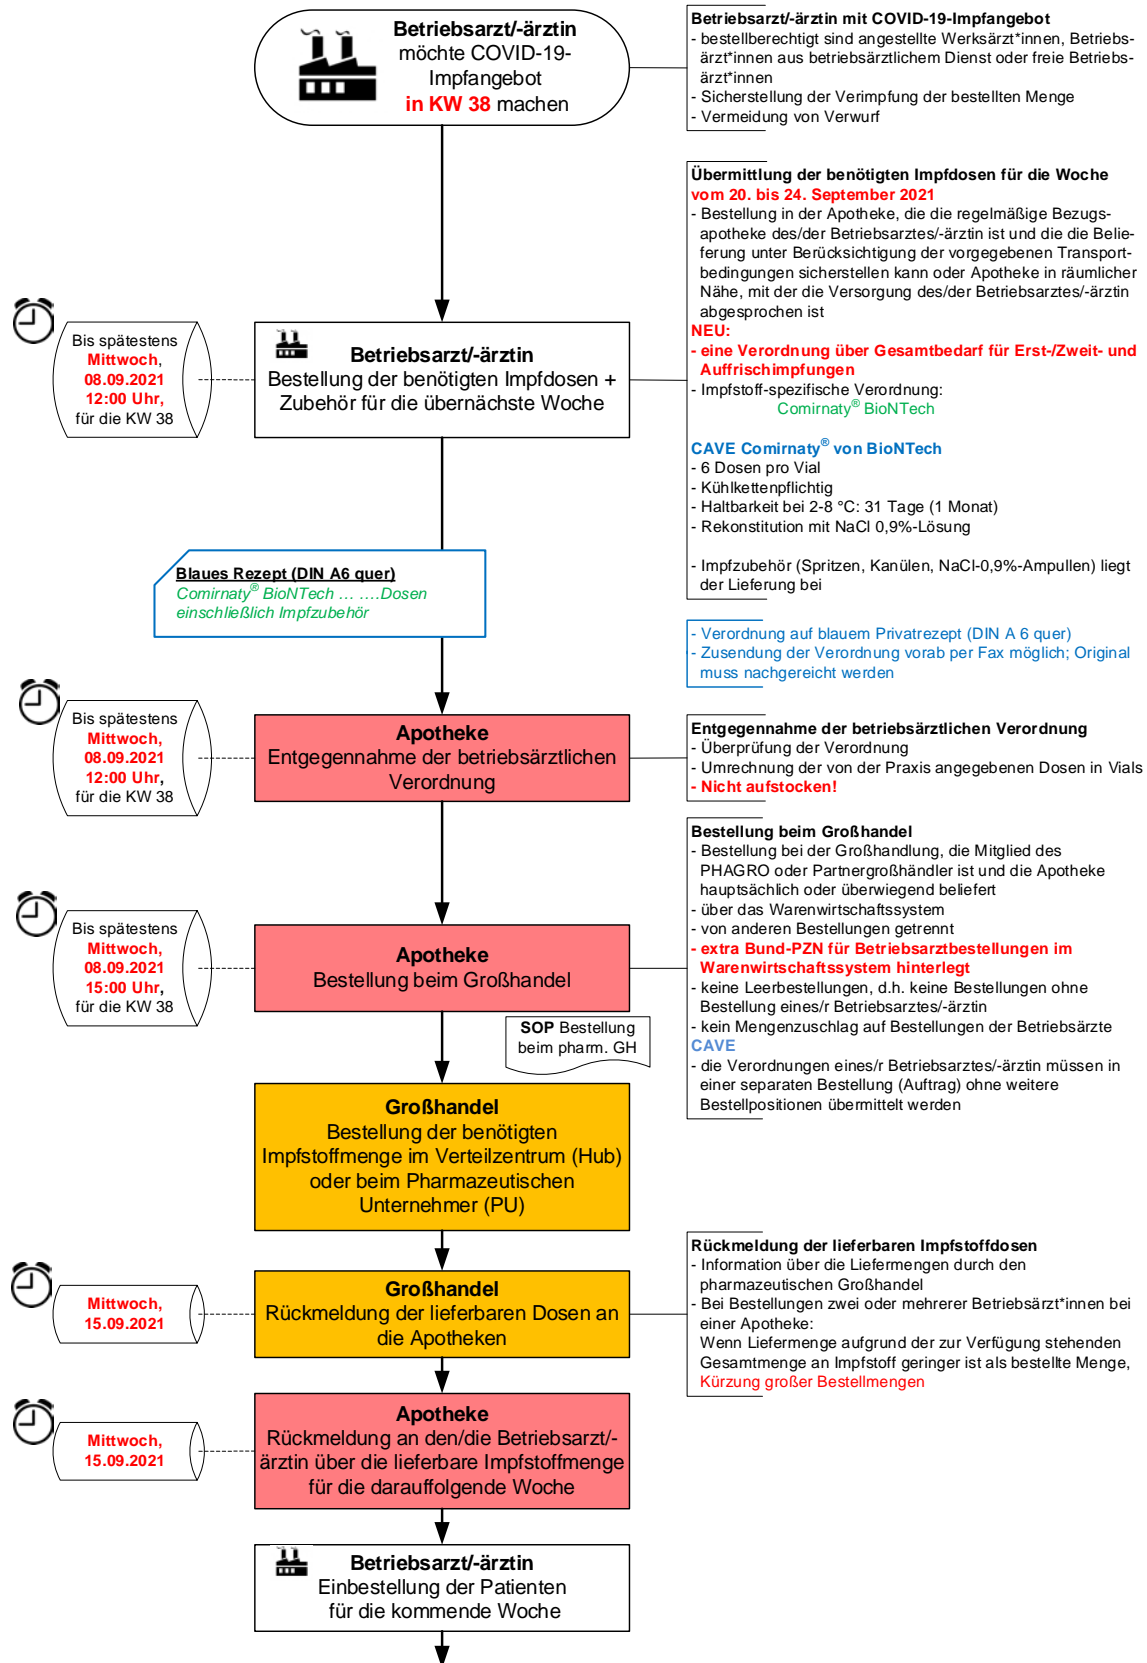 Betriebsarzt/-ärztin
möchte COVID-19-
Impfangebot
in KW 38 machen
Betriebsarzt/-ärztin mit COVID-19-Impfangebot
- bestellberechtigt sind angestellte Werksärzt*innen, Betriebs-
ärzt*innen aus betriebsärztlichem Dienst oder freie Betriebs-
ärzt*innen
- Sicherstellung der Verimpfung der bestellten Menge
- Vermeidung von Verwurf
Übermittlung der benötigten Impfdosen für die Woche
vom 20. bis 24. September 2021
- Bestellung in der Apotheke, die die regelmäßige Bezugs-
apotheke des/der Betriebsarztes/-ärztin ist und die die Belie-
ferung unter Berücksichtigung der vorgegebenen Transport-
bedingungen sicherstellen kann oder Apotheke in räumlicher
Nähe, mit der die Versorgung des/der Betriebsarztes/-ärztin
abgesprochen ist
NEU:
- eine Verordnung über Gesamtbedarf für Erst-/Zweit- und
Auffrischimpfungen
- Impfstoff-spezifische Verordnung:
Comirnaty® BioNTech
CAVE Comirnaty® von BioNTech
- 6 Dosen pro Vial
- Kühlkettenpflichtig
- Haltbarkeit bei 2-8 °C: 31 Tage (1 Monat)
- Rekonstitution mit NaCl 0,9%-Lösung
- Impfzubehör (Spritzen, Kanülen, NaCl-0,9%-Ampullen) liegt
der Lieferung bei
Bis spätestens
Mittwoch,
08.09.2021
12:00 Uhr,
für die KW 38
Betriebsarzt/-ärztin
Bestellung der benötigten Impfdosen +
Zubehör für die übernächste Woche
Blaues Rezept (DIN A6 quer)
Comirnaty® BioNTech … ….Dosen
einschließlich Impfzubehör
- Verordnung auf blauem Privatrezept (DIN A 6 quer)
- Zusendung der Verordnung vorab per Fax möglich; Original
muss nachgereicht werden
Bis spätestens
Mittwoch,
08.09.2021
12:00 Uhr,
für die KW 38
Apotheke
Entgegennahme der betriebsärztlichen
Verordnung
Entgegennahme der betriebsärztlichen Verordnung
- Überprüfung der Verordnung
- Umrechnung der von der Praxis angegebenen Dosen in Vials
- Nicht aufstocken!
Bis spätestens
Mittwoch,
08.09.2021
15:00 Uhr,
für die KW 38
Apotheke
Bestellung beim Großhandel
SOP Bestellung
beim pharm. GH
Bestellung beim Großhandel
- Bestellung bei der Großhandlung, die Mitglied des
PHAGRO oder Partnergroßhändler ist und die Apotheke
hauptsächlich oder überwiegend beliefert
- über das Warenwirtschaftssystem
- von anderen Bestellungen getrennt
- extra Bund-PZN für Betriebsarztbestellungen im
Warenwirtschaftssystem hinterlegt
- keine Leerbestellungen, d.h. keine Bestellungen ohne
Bestellung eines/r Betriebsarztes/-ärztin
- kein Mengenzuschlag auf Bestellungen der Betriebsärzte
CAVE
- die Verordnungen eines/r Betriebsarztes/-ärztin müssen in
einer separaten Bestellung (Auftrag) ohne weitere
Bestellpositionen übermittelt werden
Großhandel
Bestellung der benötigten
Impfstoffmenge im Verteilzentrum (Hub)
oder beim Pharmazeutischen
Unternehmer (PU)
Mittwoch,
15.09.2021
Großhandel
Rückmeldung der lieferbaren Dosen an
die Apotheken
Rückmeldung der lieferbaren Impfstoffdosen
- Information über die Liefermengen durch den
pharmazeutischen Großhandel
- Bei Bestellungen zwei oder mehrerer Betriebsärzt*innen bei
einer Apotheke:
Wenn Liefermenge aufgrund der zur Verfügung stehenden
Gesamtmenge an Impfstoff geringer ist als bestellte Menge,
Kürzung großer Bestellmengen
Mittwoch,
15.09.2021
Apotheke
Rückmeldung an den/die Betriebsarzt/-
ärztin über die lieferbare Impfstoffmenge
für die darauffolgende Woche
Betriebsarzt/-ärztin
Einbestellung der Patienten
für die kommende Woche